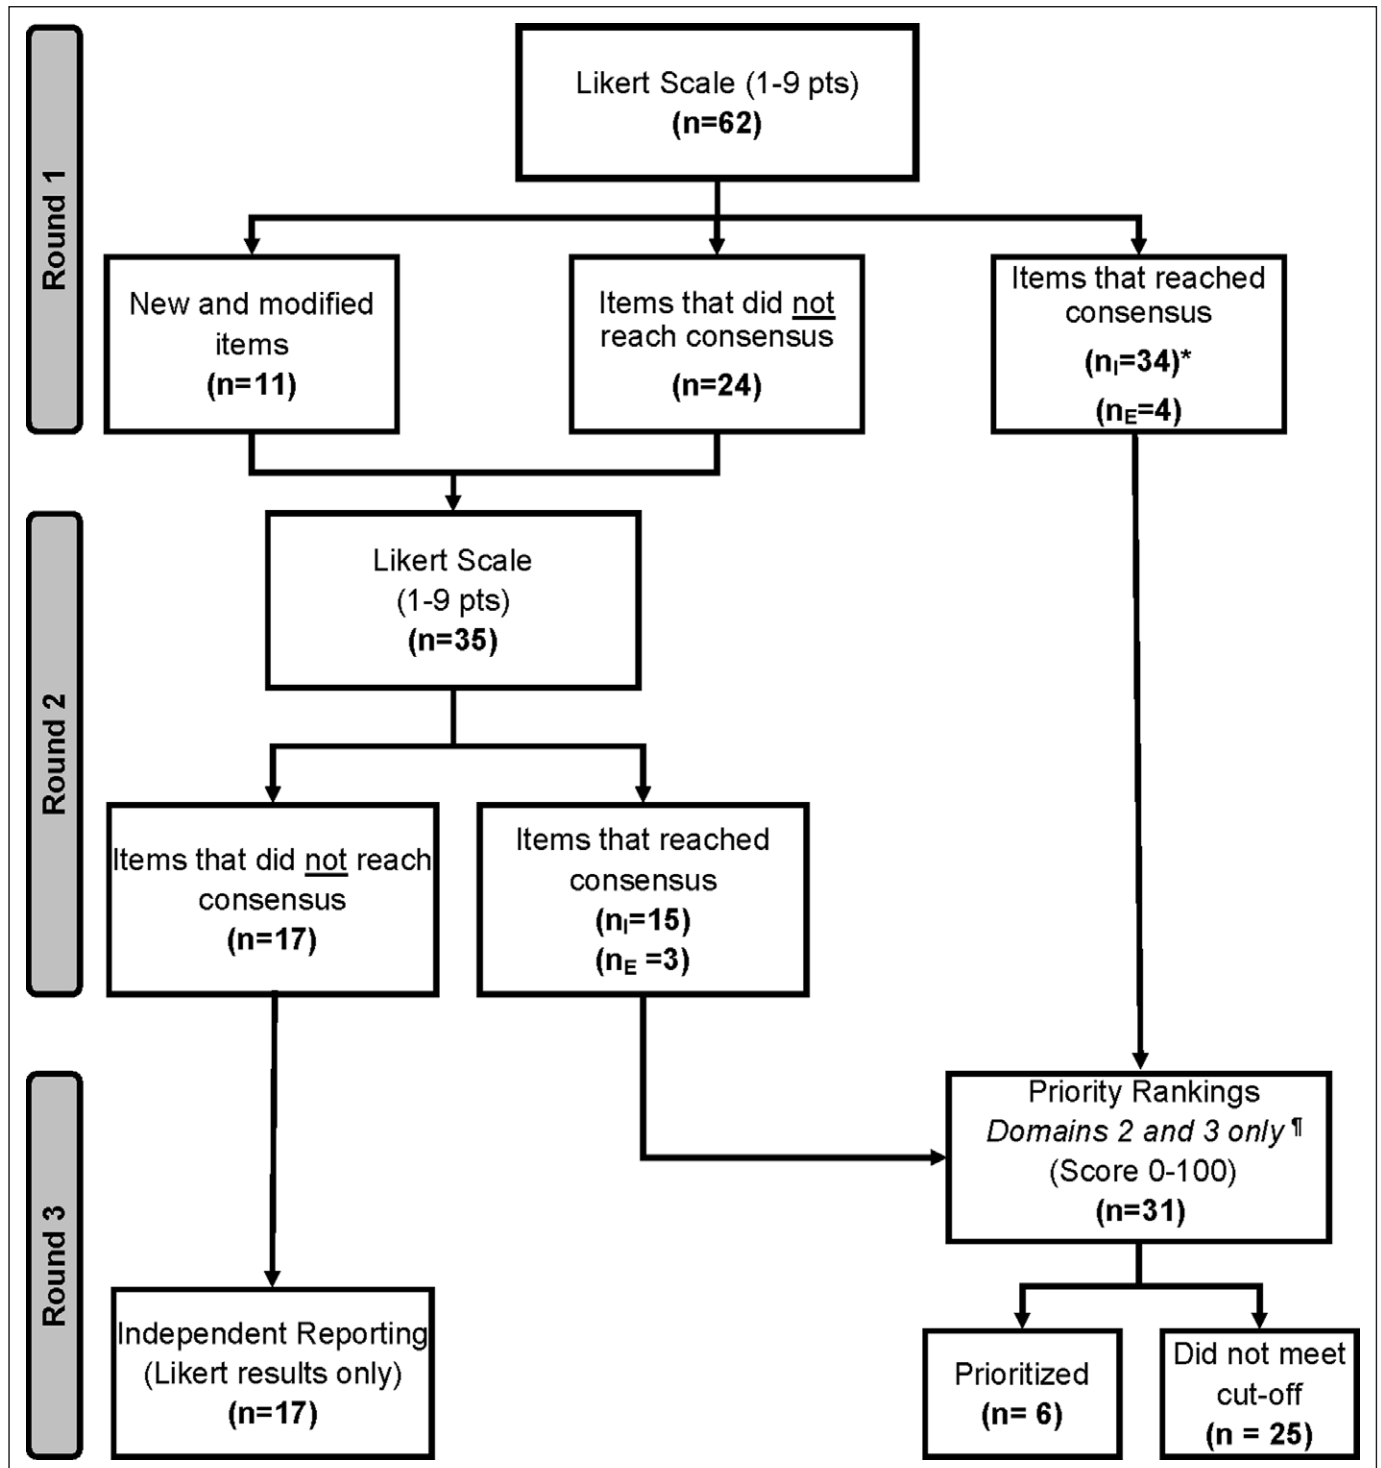 Round 1
Likert Scale (1-9 pts)
(n=62)
New and modified
items
(n=11)
Items that did not
reach consensus
(n=24)
Items that reached
consensus
(nI=34)*
(nE=4)
Round 2
Likert Scale
(1-9 pts)
(n=35)
Items that did not reach
consensus
(n=17)
Items that reached
consensus
(nI=15)
(nE =3)
Round 3
Priority Rankings
Domains 2 and 3 only ¶
(Score 0-100)
(n=31)
Independent Reporting
(Likert results only)
(n=17)
Prioritized
(n= 6)
Did not meet
cut-off
(n = 25)